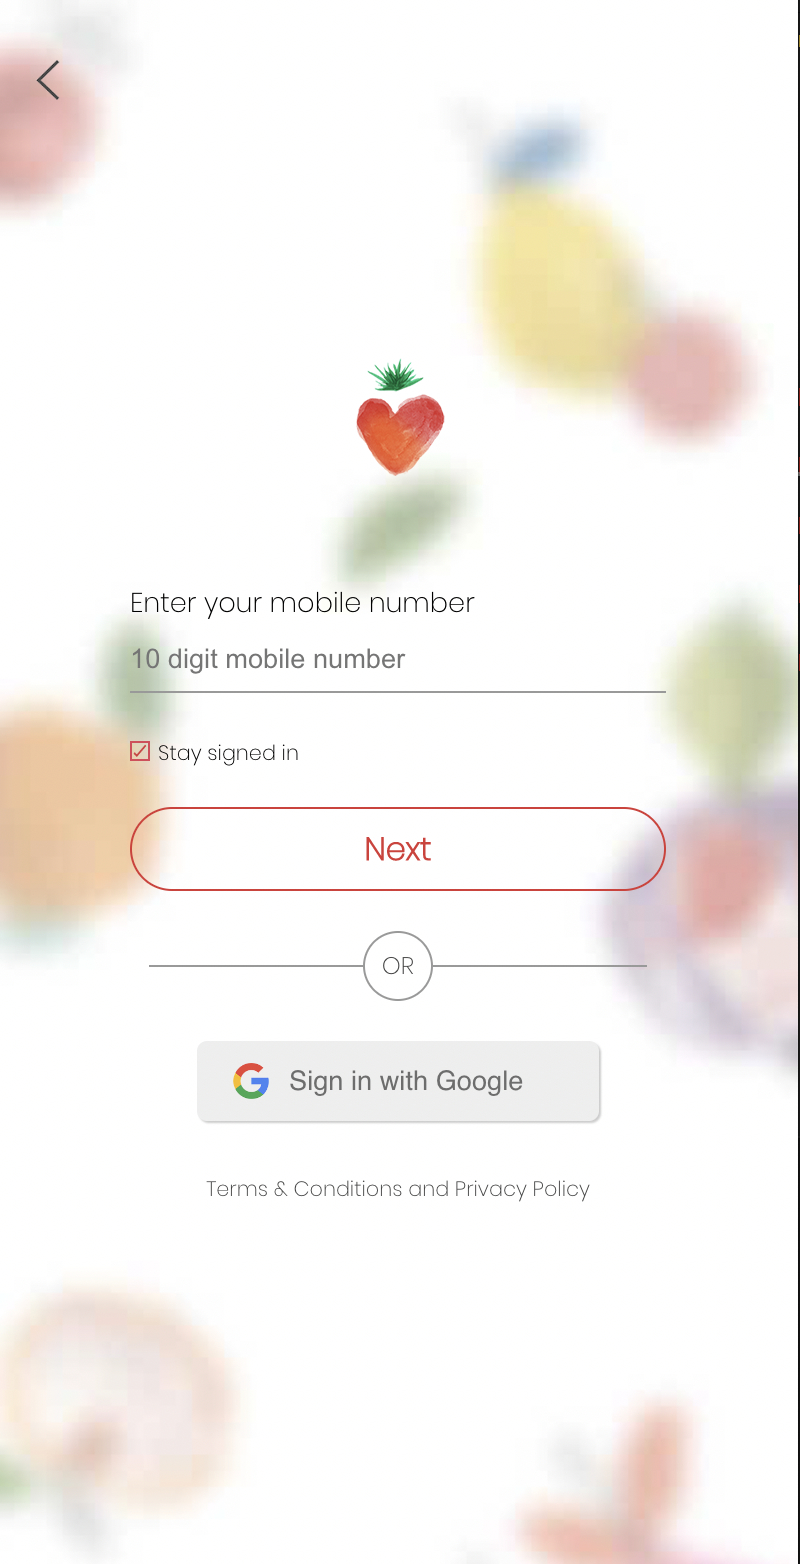 Enter your mobile number
10 digit mobile number
Stay signed in
Next
OR
Sign in with Google
Terms & Conditions and Privacy Policy